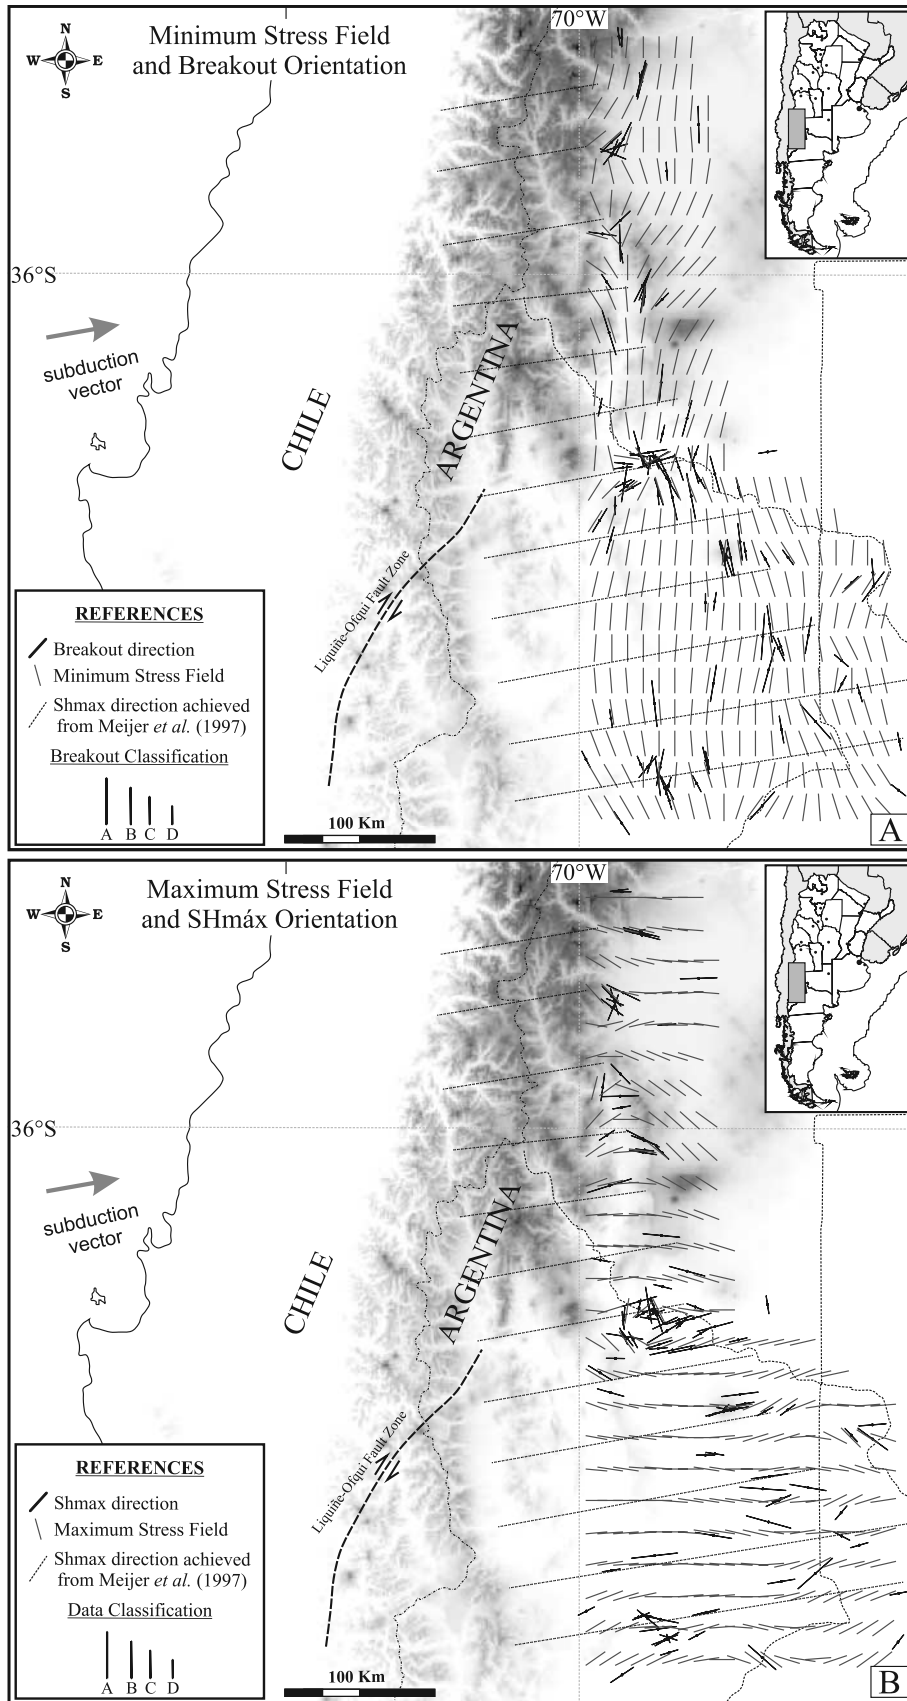 70°W
N
W E
S
Minimum Stress Field
and Breakout Orientation
36°S
subduction
vector
CHILE
ARGENTINA
Liquiñe-Ofqui Fault Zone
REFERENCES
Breakout direction
Minimum Stress Field
Shmax direction achieved
from Meijer et al. (1997)
Breakout Classification
A B C D
100 Km
A
70°W
N
W E
S
Maximum Stress Field
and SHmáx Orientation
36°S
subduction
vector
CHILE
ARGENTINA
Liquiñe-Ofqui Fault Zone
REFERENCES
Shmax direction
Maximum Stress Field
Shmax direction achieved
from Meijer et al. (1997)
Data Classification
A B C D
100 Km
B